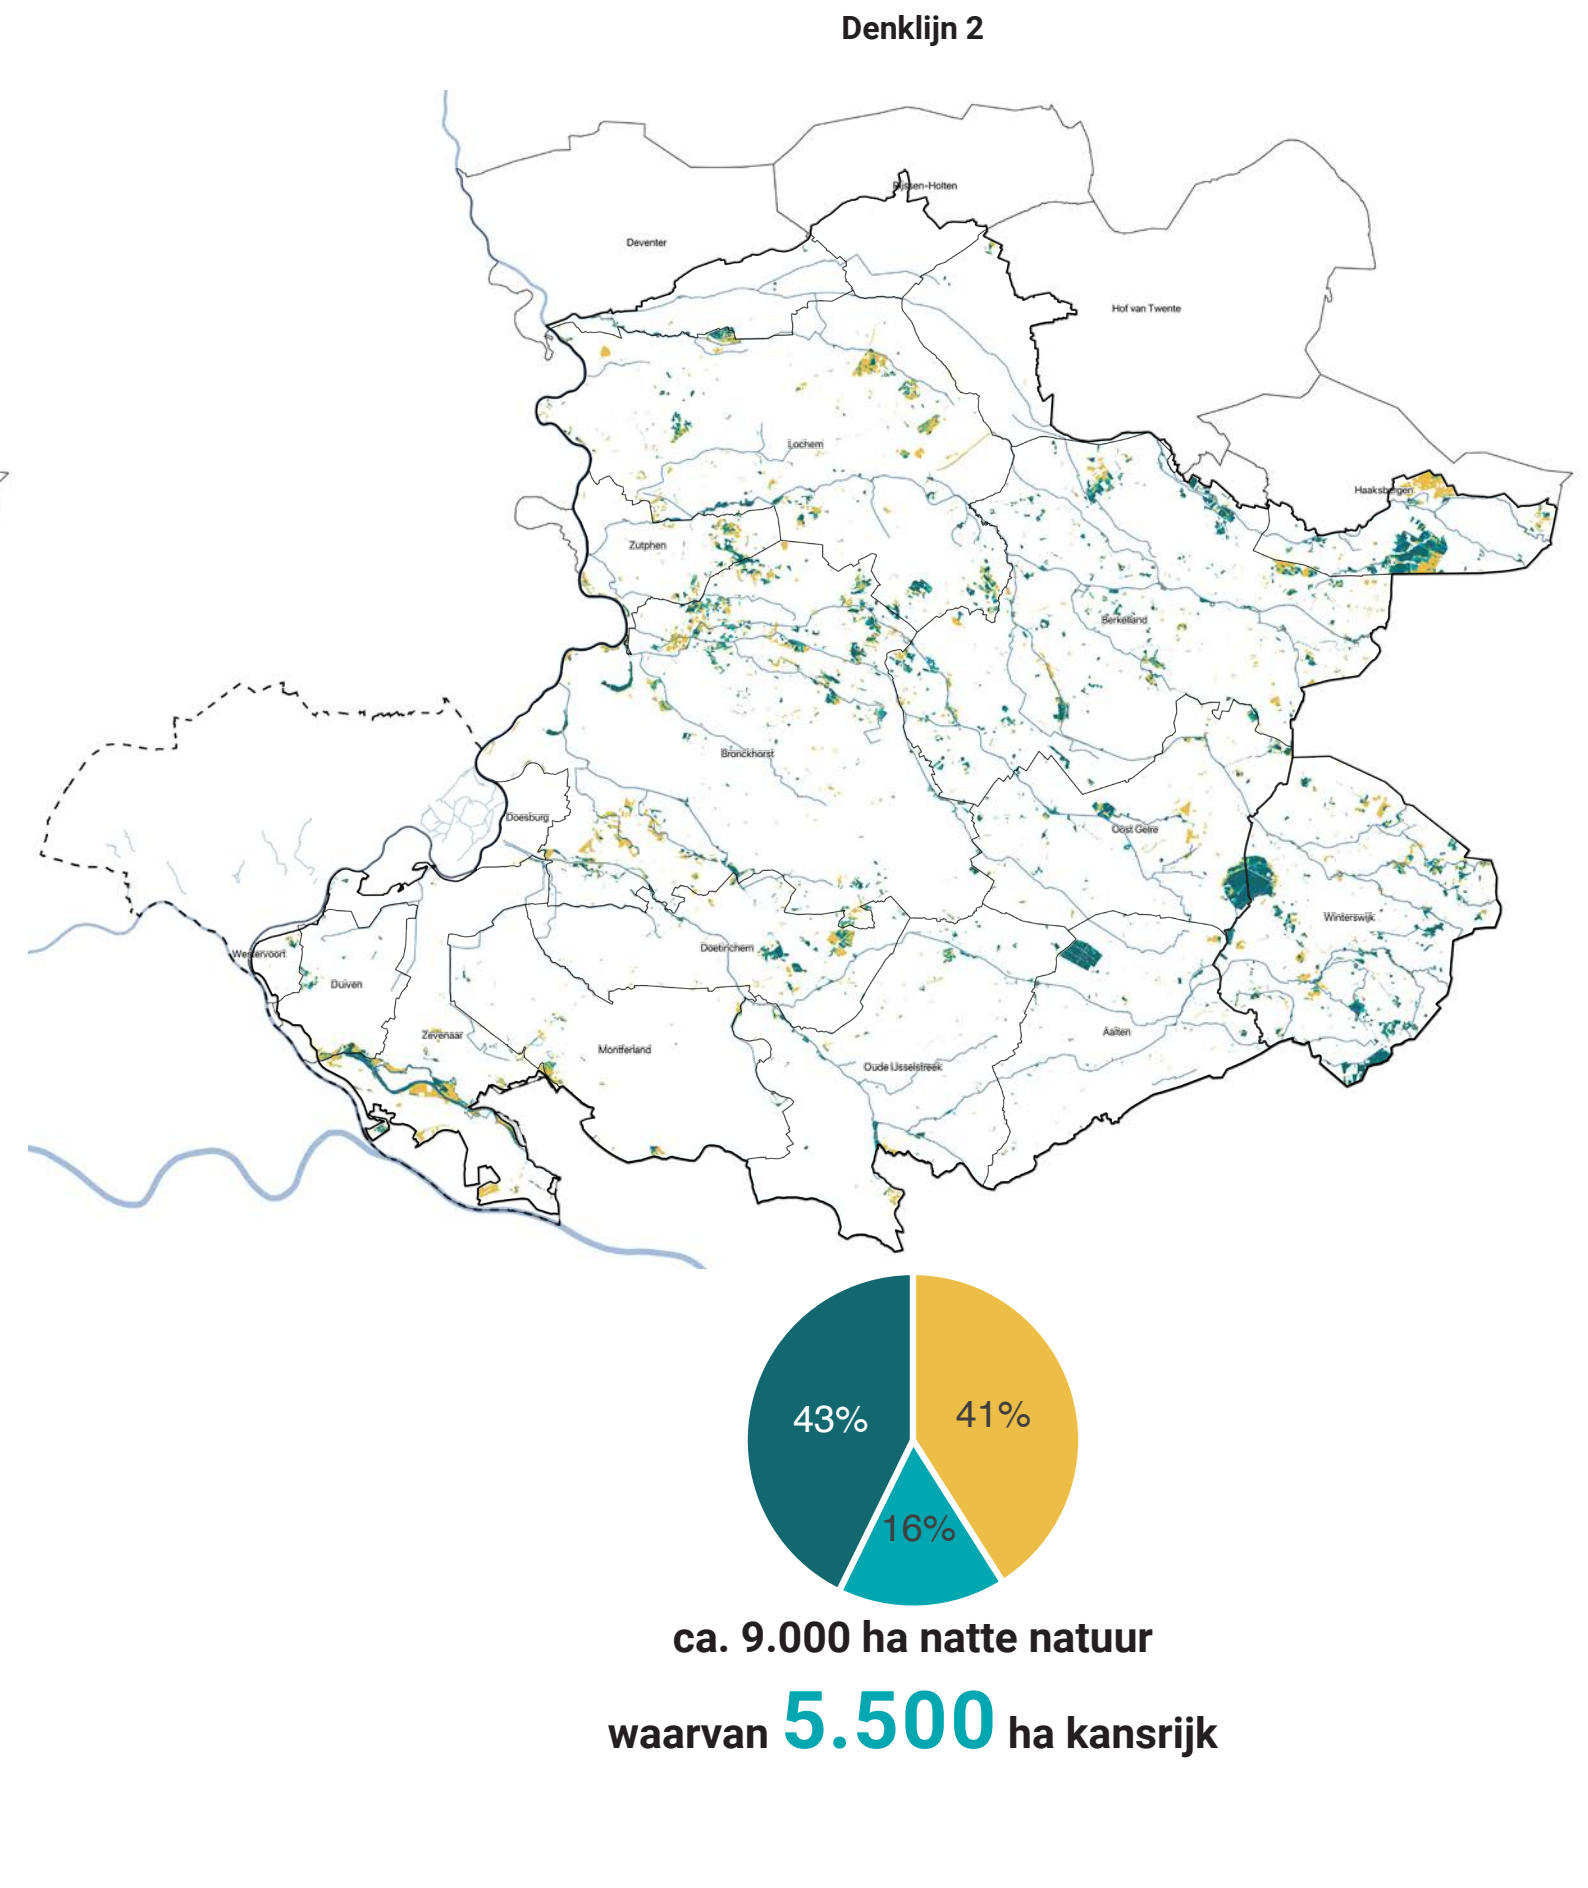 Denklijn 2
Rijssen-Holten
Deventer
Hof van Twente
Lochem
Haaksbergen
Zutphen
Berkelland
Bronckhorst
Doesburg
Oost Gelre
Winterswijk
Doetinchem
Westervoort
Duiven
Zevenaar
Montferland
Aalten
Oude IJsselstreek
43%
41%
16%
ca. 9.000 ha natte natuur
waarvan 5.500 ha kansrijk